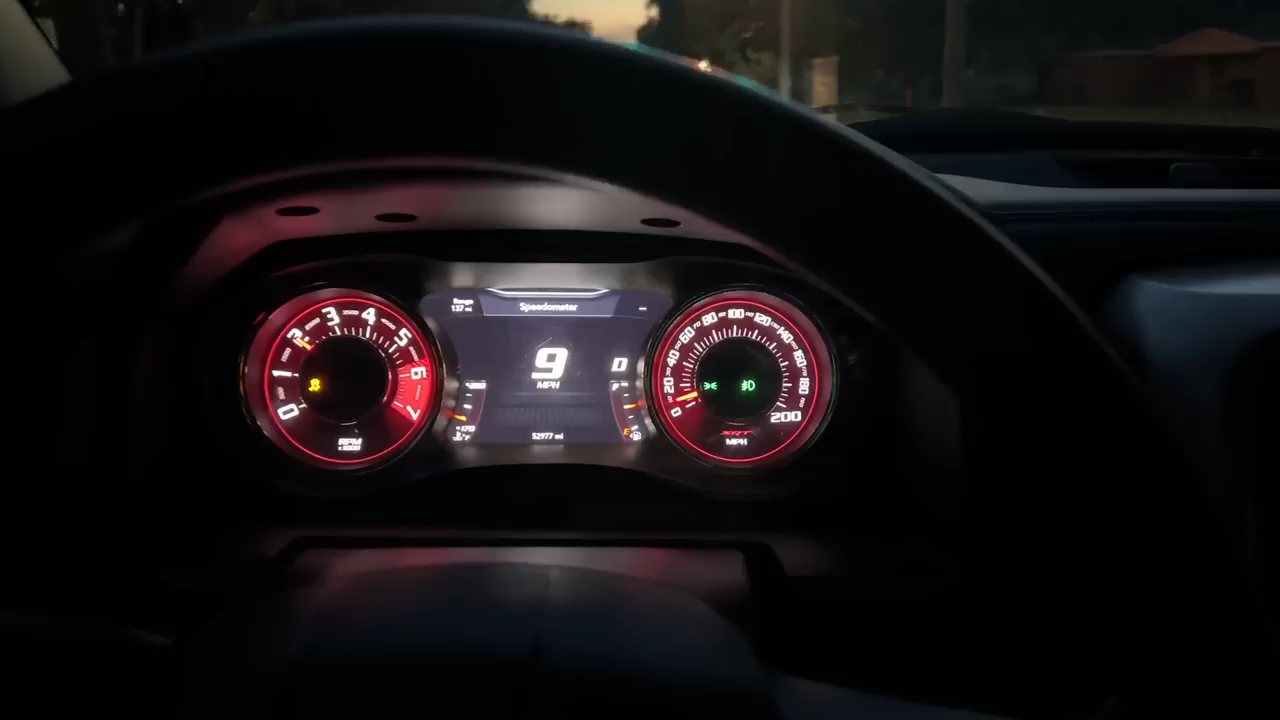 Range
137 mi
Speedometer
9
MPH
D
52977 mi
0 1 2 3 4 5 6 7
RPM
x1000
170
°F
F
E
0 20 40 60 80 100 120 140 160 180 200
SRT
MPH